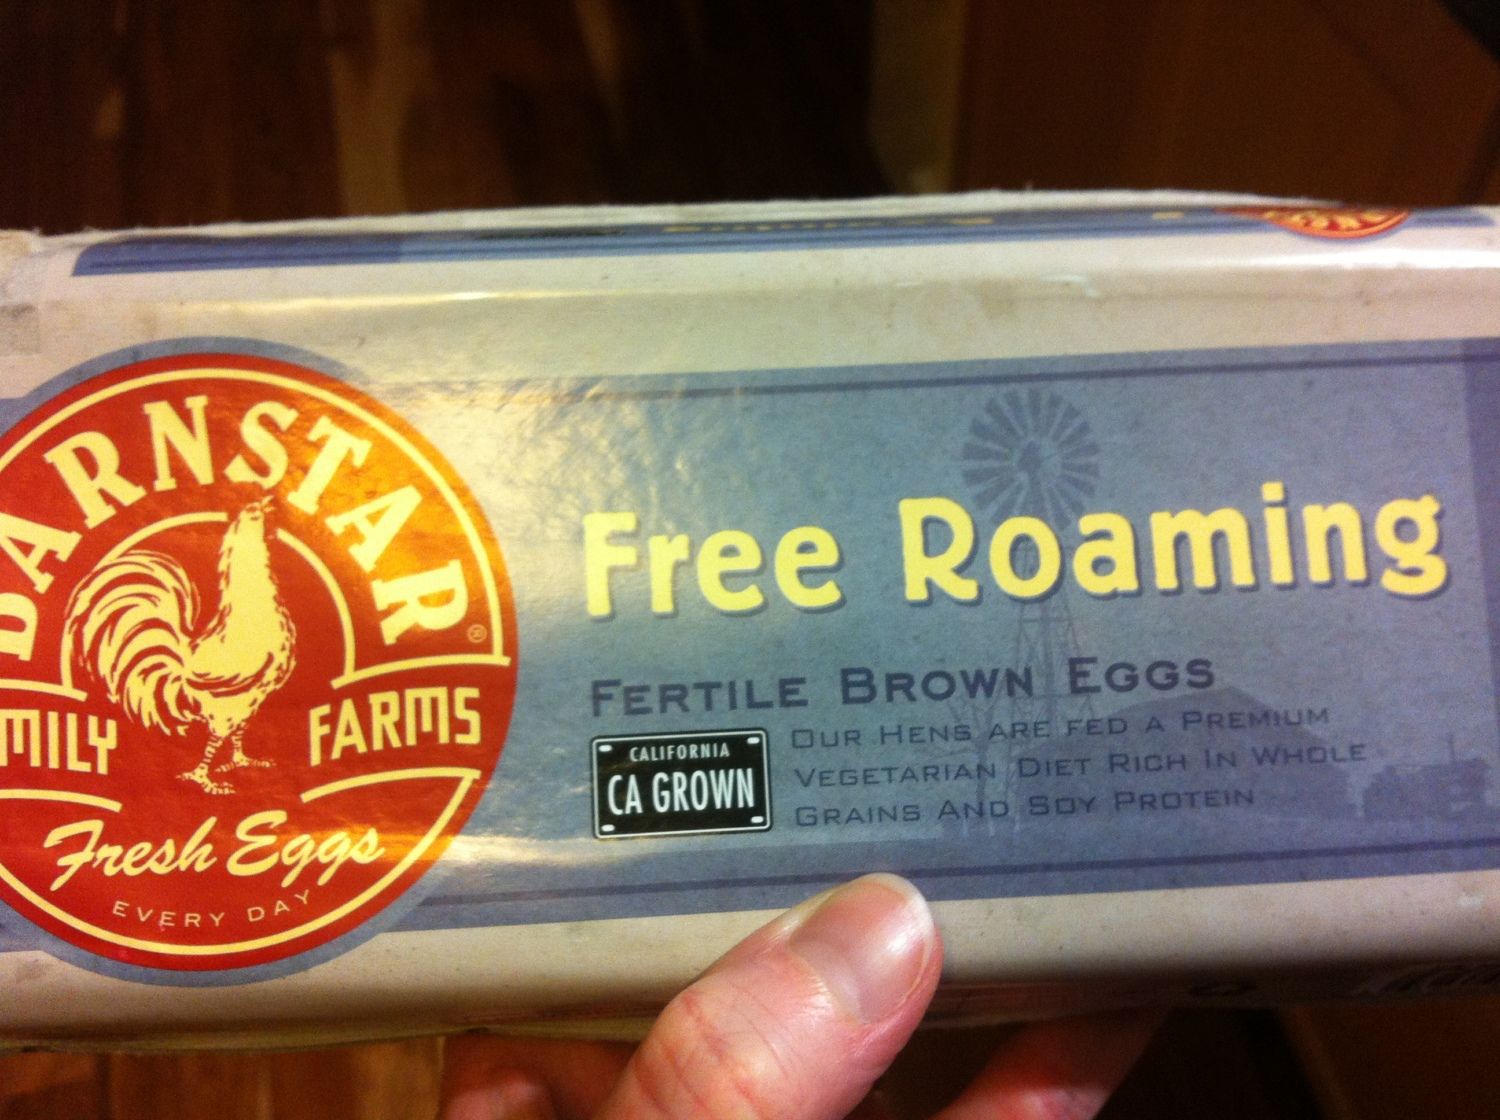 BARNSTAR®
MILY FARMS
Fresh Eggs
EVERY DAY
Free Roaming
FERTILE BROWN EGGS
CALIFORNIA
CA GROWN
OUR HENS ARE FED A PREMIUM
VEGETARIAN DIET RICH IN WHOLE
GRAINS AND SOY PROTEIN